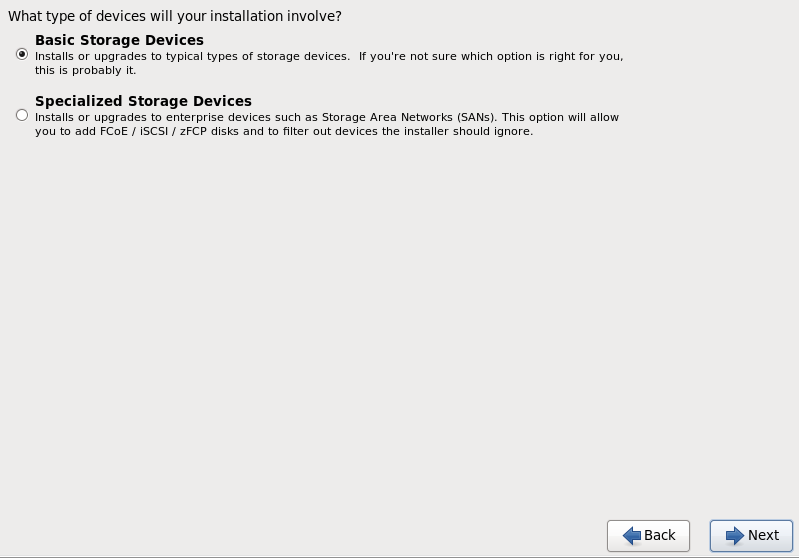 What type of devices will your installation involve?
Basic Storage Devices
Installs or upgrades to typical types of storage devices.  If you're not sure which option is right for you,
this is probably it.
Specialized Storage Devices
Installs or upgrades to enterprise devices such as Storage Area Networks (SANs). This option will allow
you to add FCoE / iSCSI / zFCP disks and to filter out devices the installer should ignore.
Back
Next